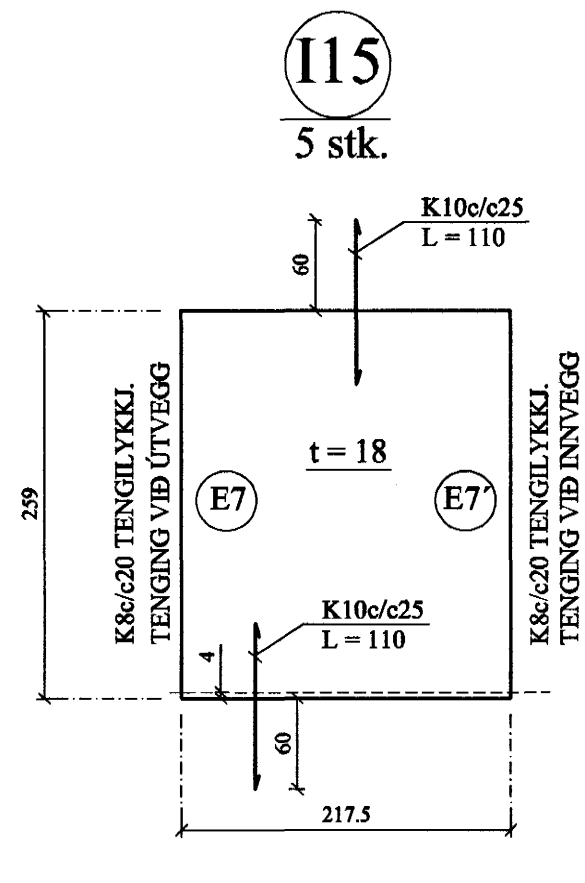 I15
5 stk.
K10c/c25
L = 110
60
K8c/c20 TENGILYKKJ.
TENGING VIÐ ÚTVEGG
259
t = 18
E7
E7´
K8c/c20 TENGILYKKJ.
TENGING VIÐ INNVEGG
K10c/c25
L = 110
4
60
217.5